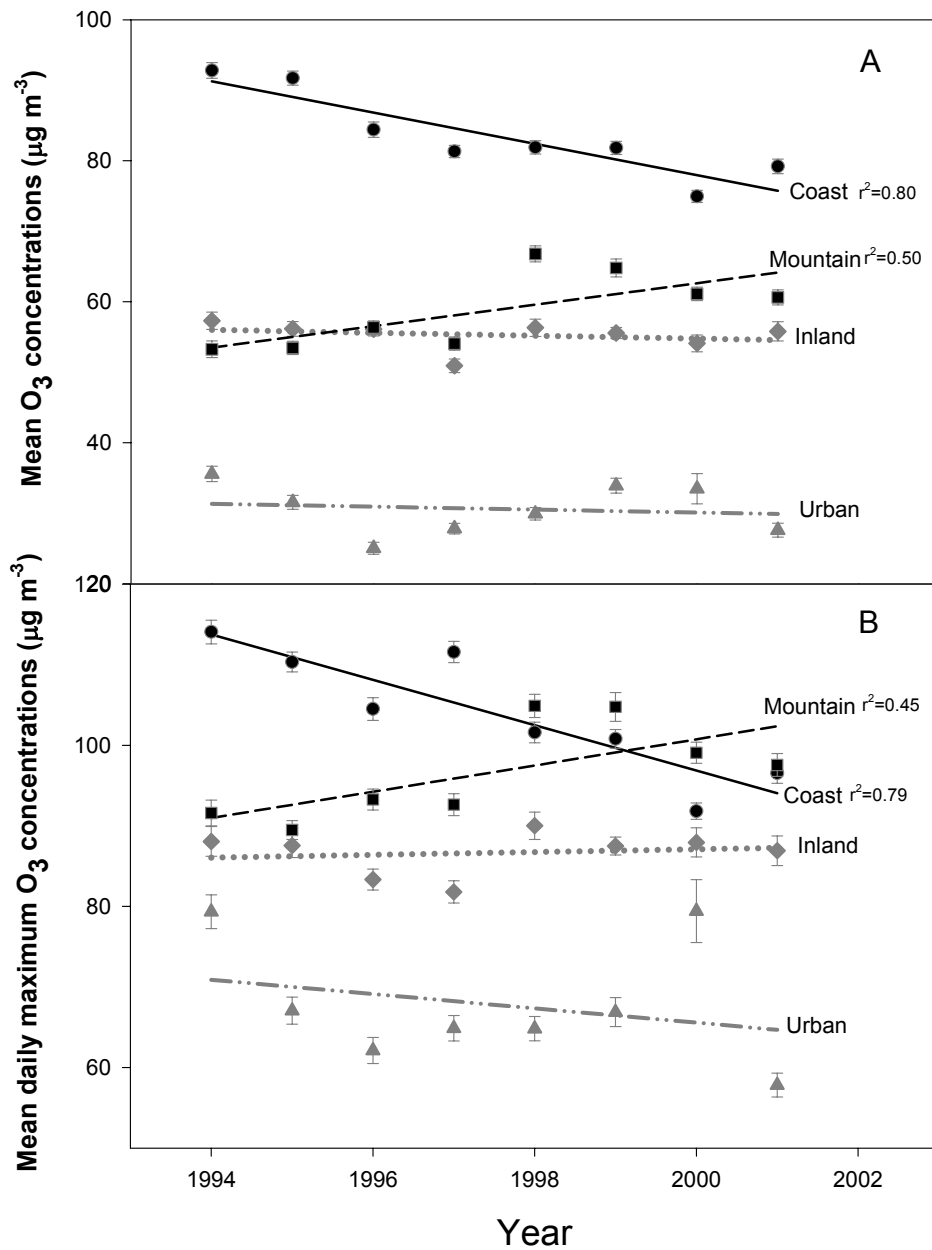 100
A
Mean O3 concentrations (µg m-3)
80
Coast r2=0.80
Mountain r2=0.50
60
Inland
40
Urban
20
120
B
Mean daily maximum O3 concentrations (µg m-3)
Mountain r2=0.45
100
Coast r2=0.79
Inland
80
Urban
60
1994 1996 1998 2000 2002
Year